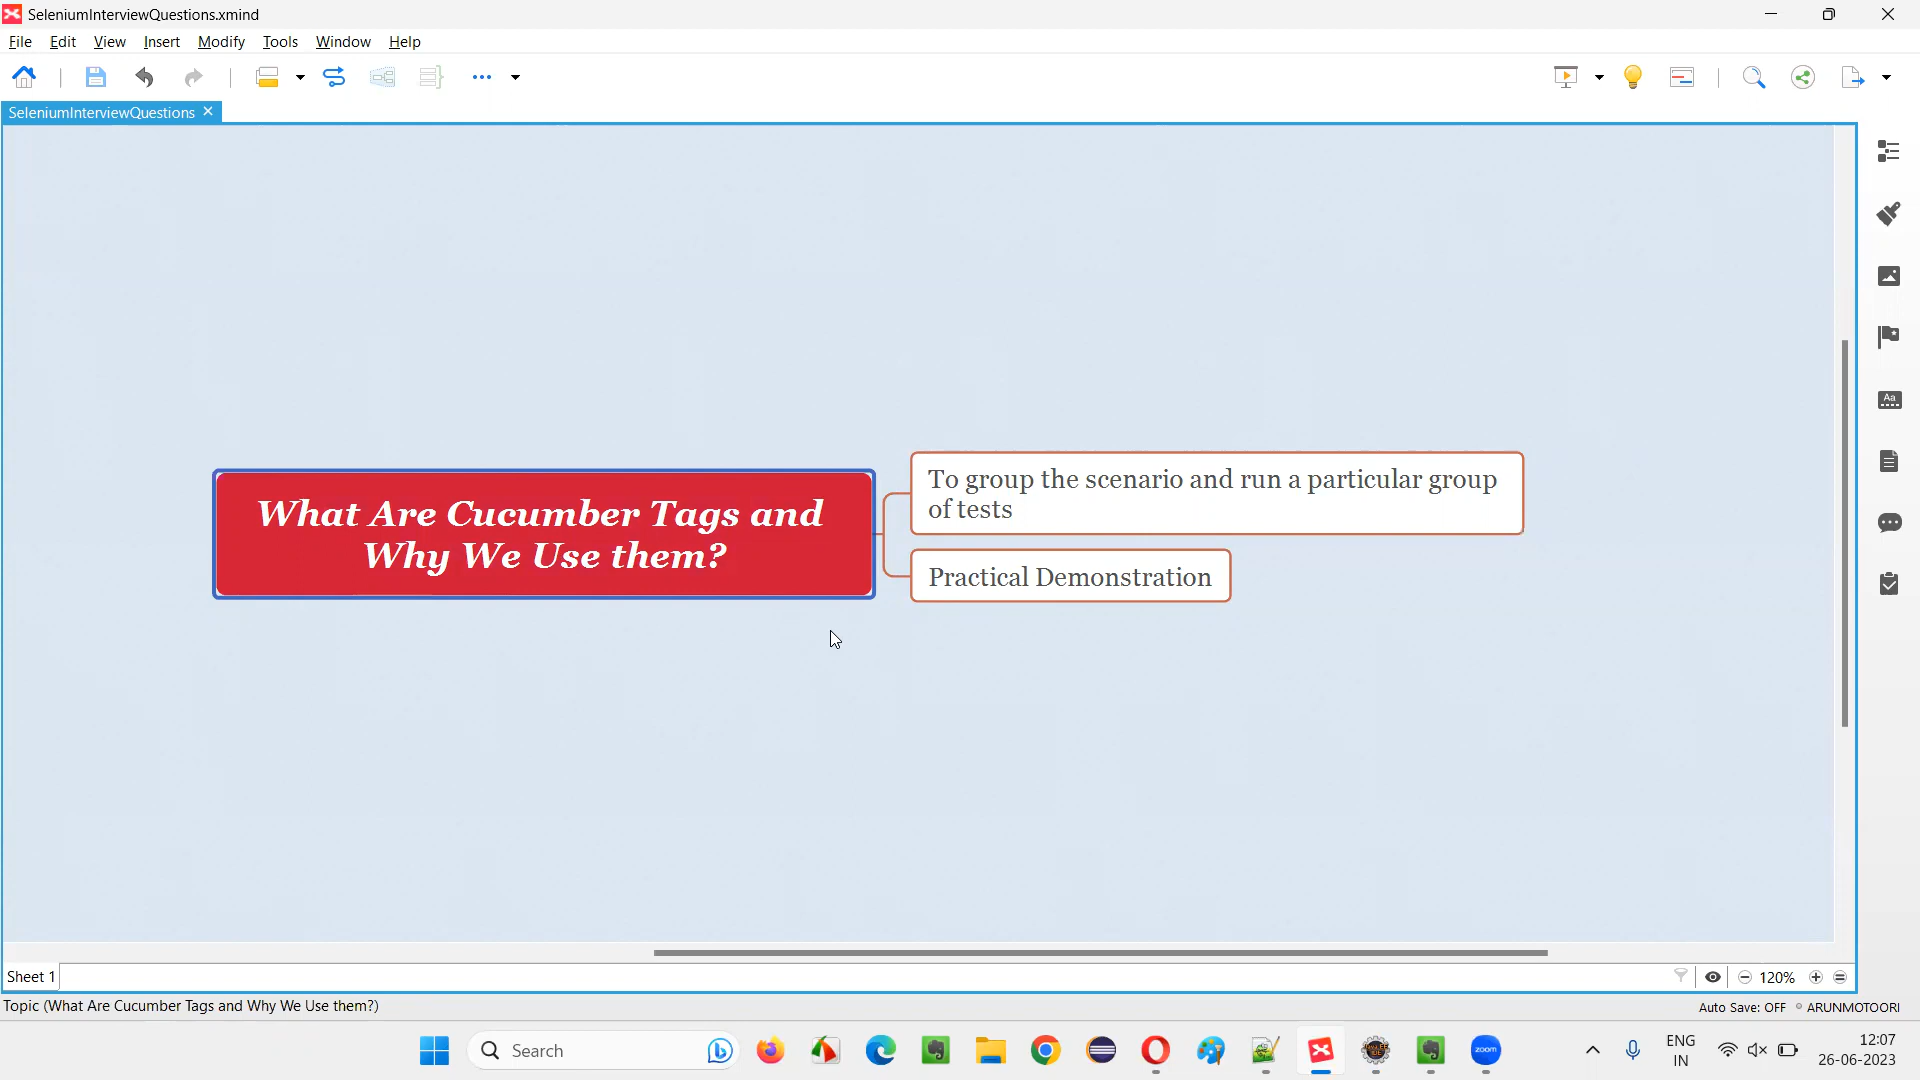 SeleniumInterviewQuestions.xmind
File Edit View Insert Modify Tools Window Help
SeleniumInterviewQuestions
What Are Cucumber Tags and
Why We Use them?
To group the scenario and run a particular group
of tests
Practical Demonstration
Aa
Sheet 1
120%
Topic (What Are Cucumber Tags and Why We Use them?)
Auto Save: OFF ARUNMOTOORI
Search
zoom
ENG
IN
12:07
26-06-2023